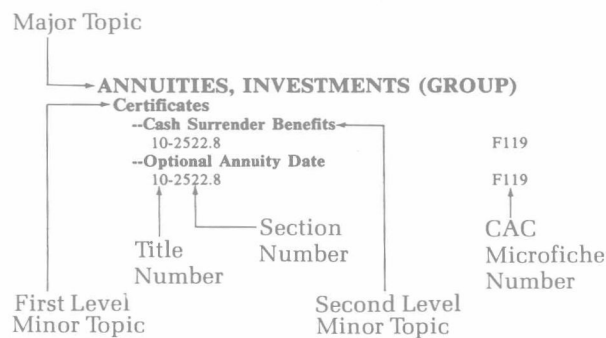 Major Topic
ANNUITIES, INVESTMENTS (GROUP)
Certificates
--Cash Surrender Benefits
10-2522.8 F119
--Optional Annuity Date
10-2522.8 F119
Title Number
Section Number
CAC Microfiche Number
First Level Minor Topic
Second Level Minor Topic